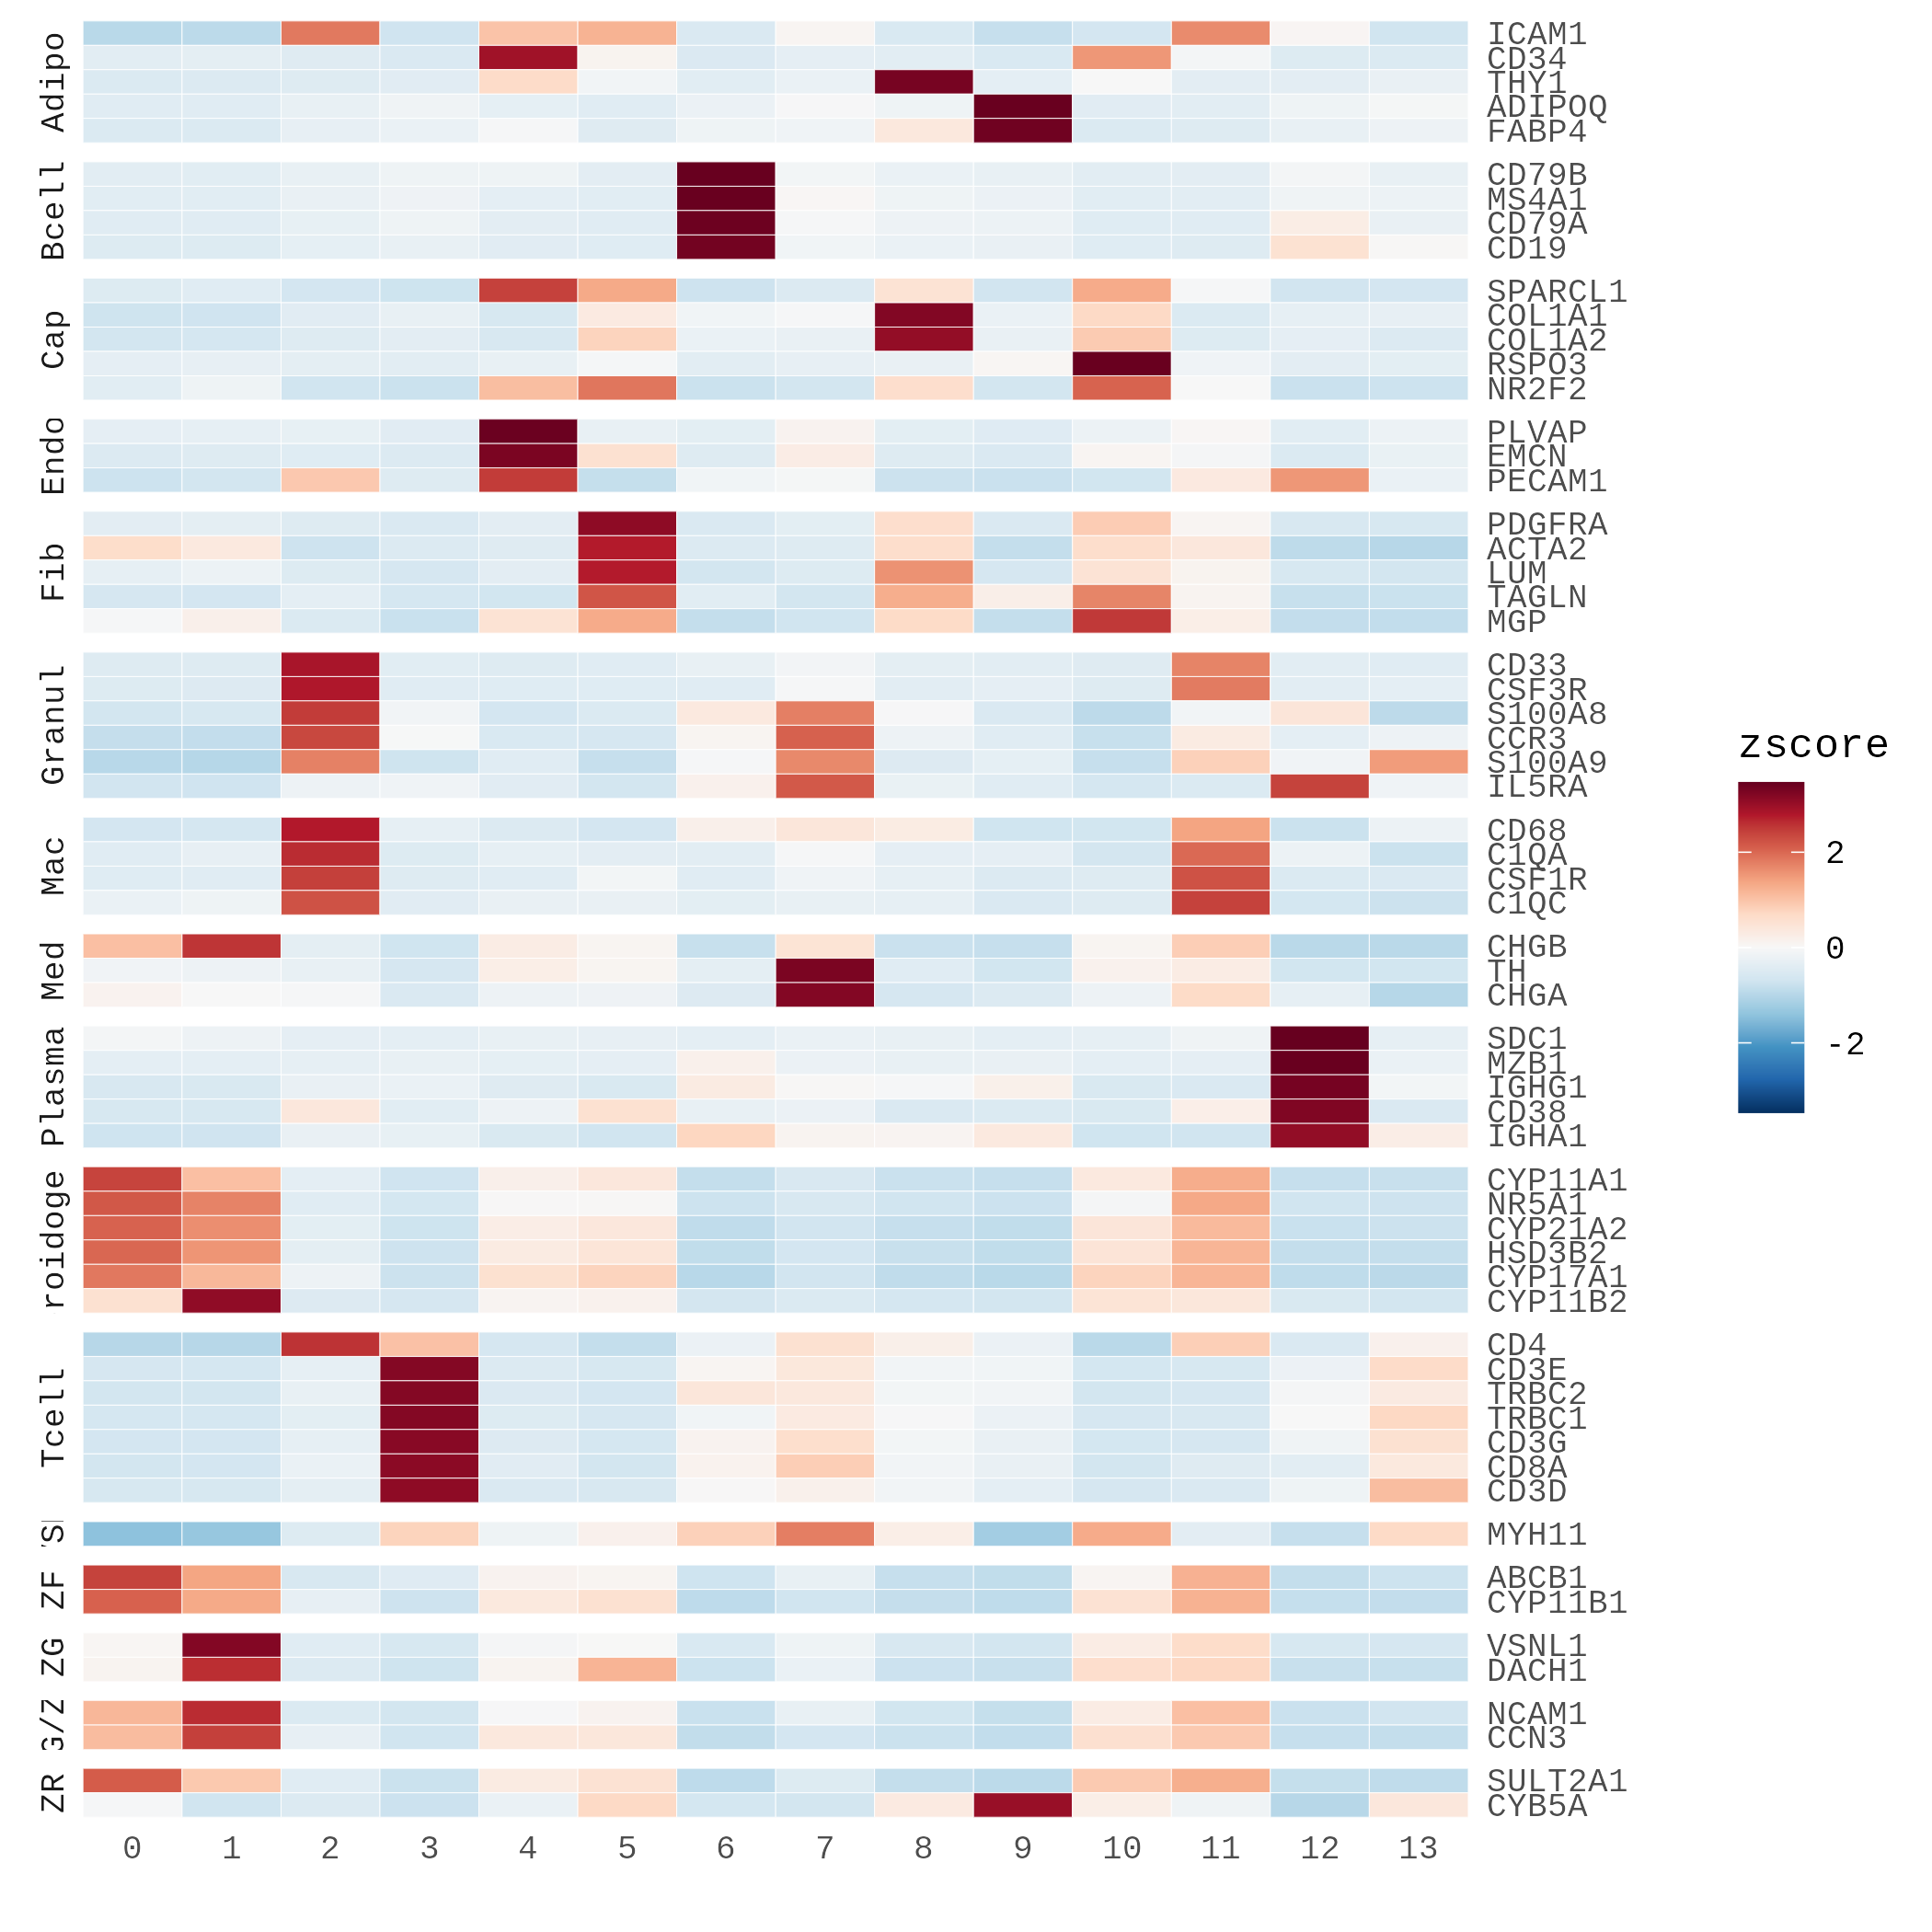 Adipo
ICAM1
CD34
THY1
ADIPOQ
FABP4
Bcell
CD79B
MS4A1
CD79A
CD19
Cap
SPARCL1
COL1A1
COL1A2
RSPO3
NR2F2
Endo
PLVAP
EMCN
PECAM1
Fib
PDGFRA
ACTA2
LUM
TAGLN
MGP
Granul
CD33
CSF3R
S100A8
CCR3
S100A9
IL5RA
Mac
CD68
C1QA
CSF1R
C1QC
Med
CHGB
TH
CHGA
Plasma
SDC1
MZB1
IGHG1
CD38
IGHA1
roidoge
CYP11A1
NR5A1
CYP21A2
HSD3B2
CYP17A1
CYP11B2
Tcell
CD4
CD3E
TRBC2
TRBC1
CD3G
CD8A
CD3D
MYH11
ZF
ABCB1
CYP11B1
ZG
VSNL1
DACH1
G/Z
NCAM1
CCN3
ZR
SULT2A1
CYB5A
0 1 2 3 4 5 6 7 8 9 10 11 12 13
zscore
2
0
-2